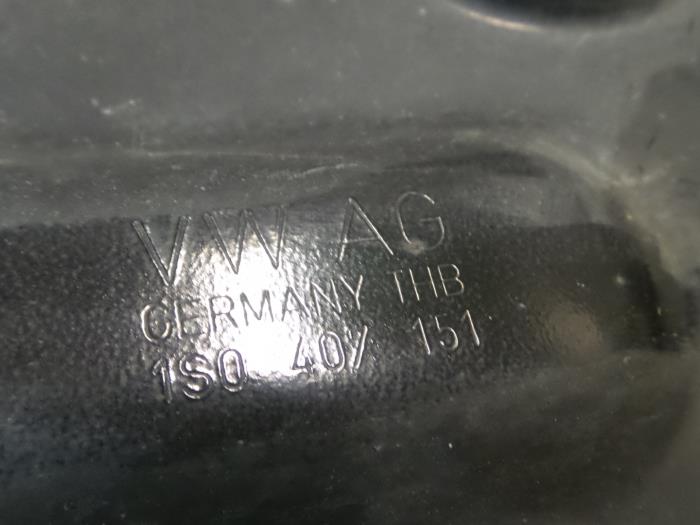 VW AG
GERMANY THB
1S0 407 151